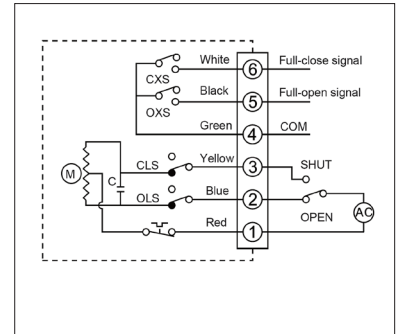 White 6 Full-close signal
CXS
Black 5 Full-open signal
OXS
Green 4 COM
CLS Yellow 3 SHUT
M C
OLS Blue 2
OPEN AC
Red 1